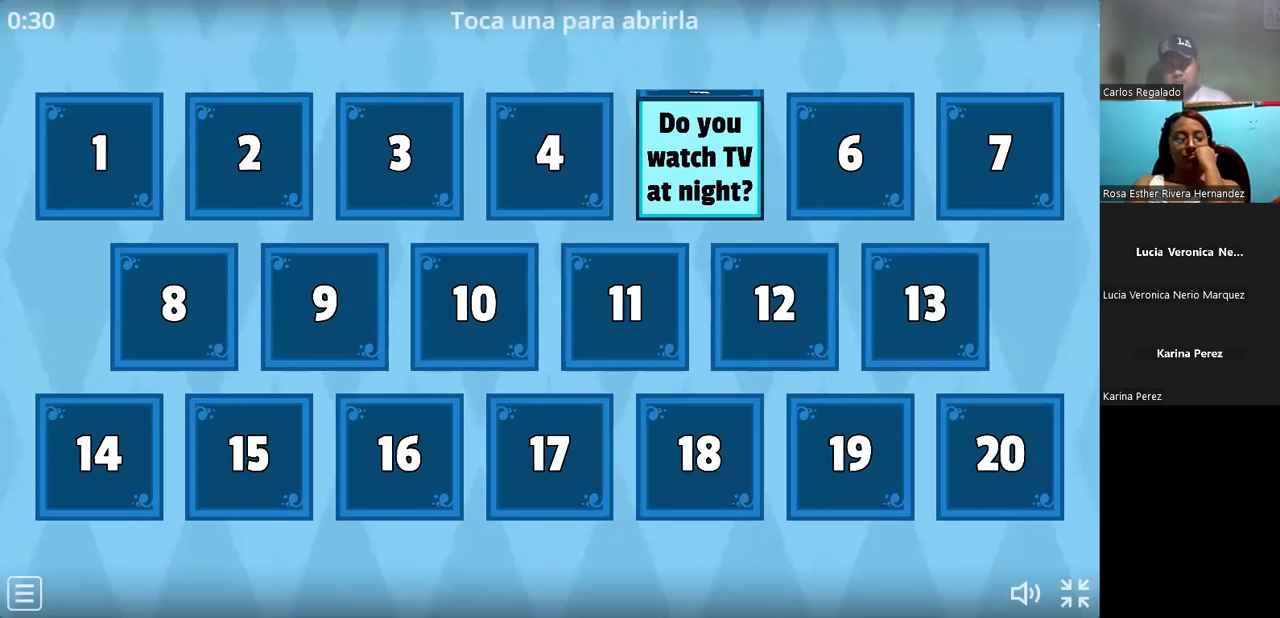 0:30
Toca una para abrirla
1
2
3
4
Do you
watch TV
at night?
6
7
8
9
10
11
12
13
14
15
16
17
18
19
20
LA
Carlos Regalado
Rosa Esther Rivera Hernandez
Lucia Veronica Ne...
Lucia Veronica Nerio Marquez
Karina Perez
Karina Perez